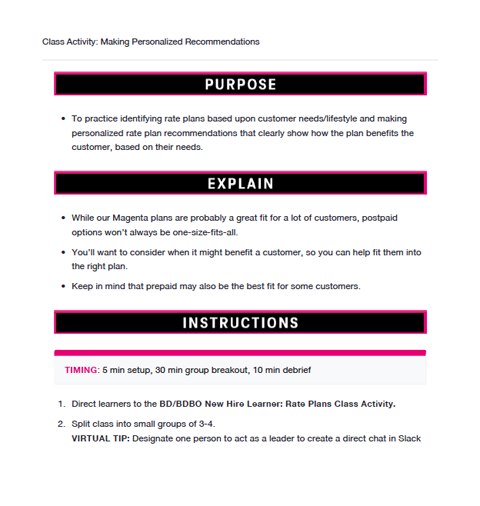 Class Activity: Making Personalized Recommendations
PURPOSE
• To practice identifying rate plans based upon customer needs/lifestyle and making
personalized rate plan recommendations that clearly show how the plan benefits the
customer, based on their needs.
EXPLAIN
• While our Magenta plans are probably a great fit for a lot of customers, postpaid
options won't always be one-size-fits-all.
• You'll want to consider when it might benefit a customer, so you can help fit them into
the right plan.
• Keep in mind that prepaid may also be the best fit for some customers.
INSTRUCTIONS
TIMING: 5 min setup, 30 min group breakout, 10 min debrief
1. Direct learners to the BD/BDBO New Hire Learner: Rate Plans Class Activity.
2. Split class into small groups of 3-4.
VIRTUAL TIP: Designate one person to act as a leader to create a direct chat in Slack